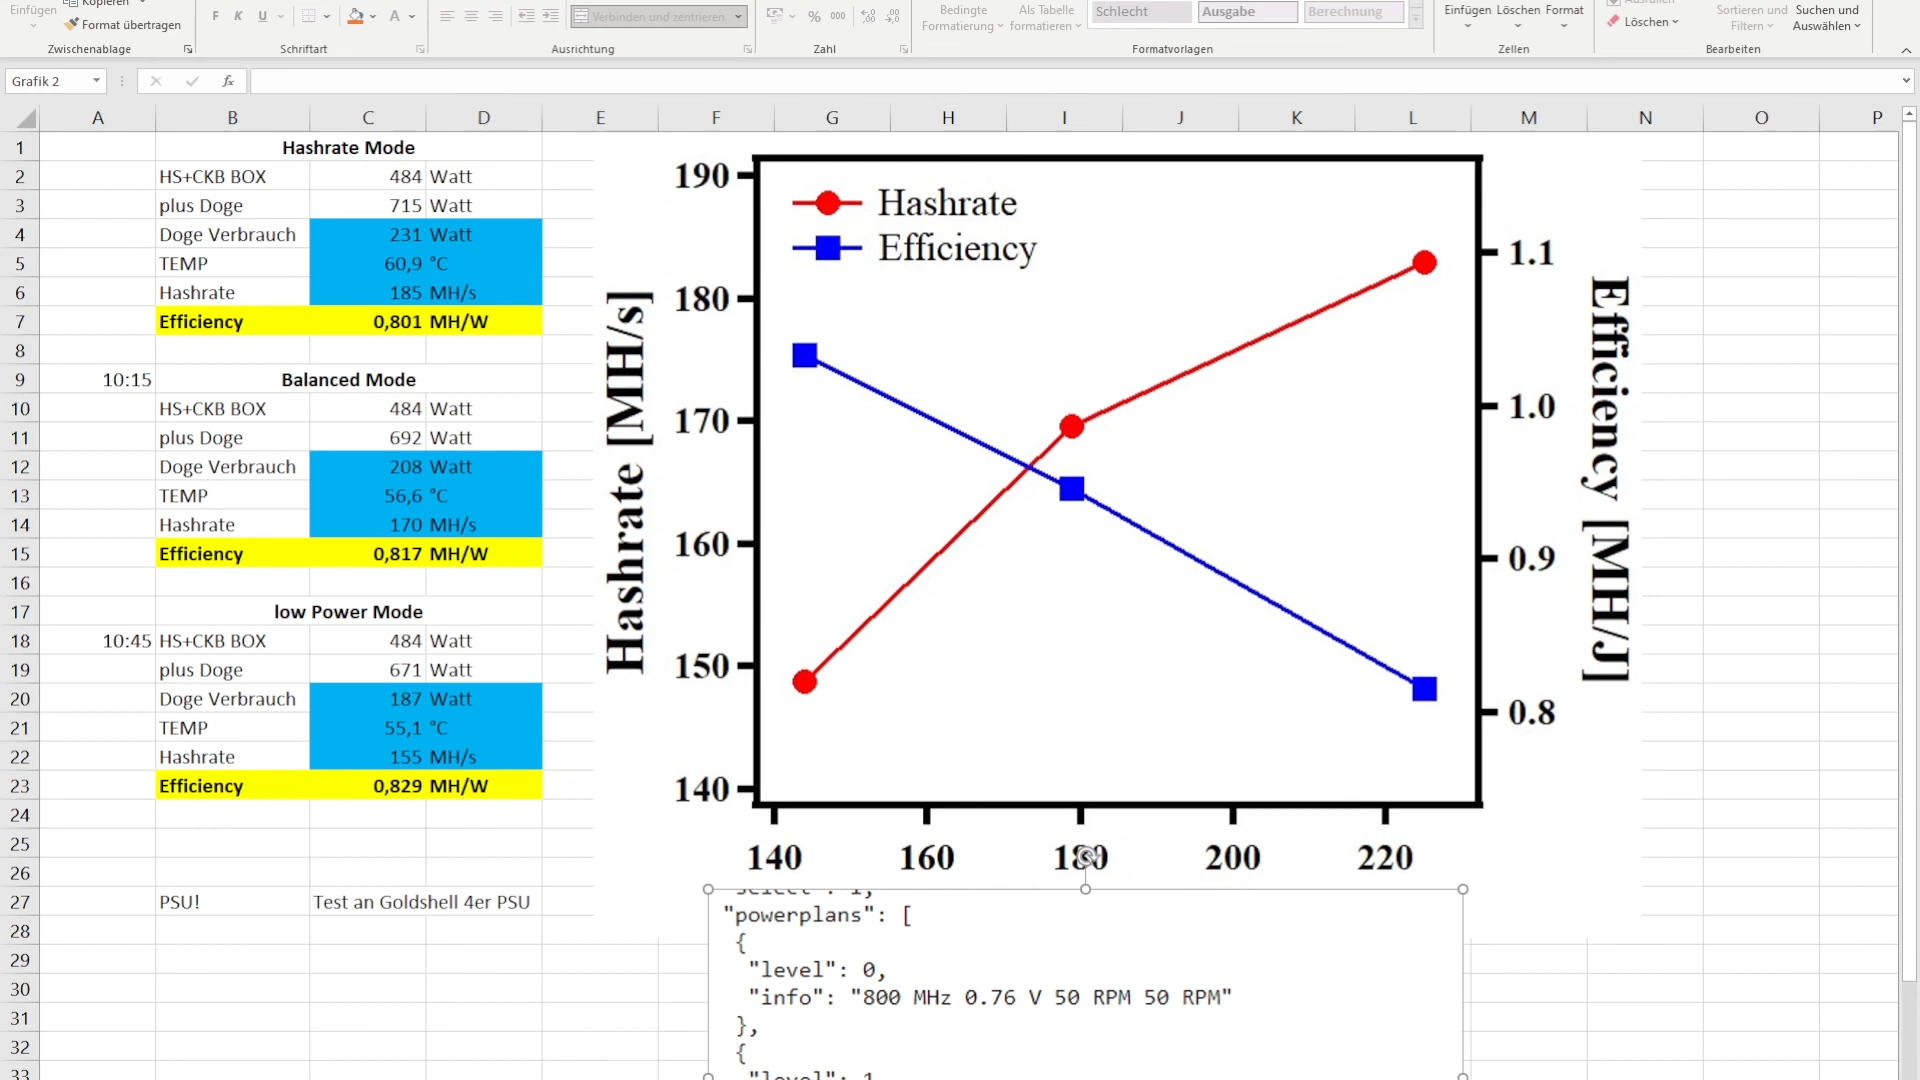 Einfügen
Kopieren
Format übertragen
Zwischenablage
F K U A
Schriftart
Verbinden und zentrieren
Ausrichtung
% 000
Zahl
Bedingte Formatierung
Als Tabelle formatieren
Schlecht Ausgabe Berechnung
Formatvorlagen
Einfügen Löschen Format
Zellen
Ausfüllen
Löschen
Sortieren und Filtern
Suchen und Auswählen
Bearbeiten
Grafik 2
fx
A B C D E F G H I J K L M N O P
1 Hashrate Mode
2 HS+CKB BOX 484 Watt
3 plus Doge 715 Watt
4 Doge Verbrauch 231 Watt
5 TEMP 60,9 °C
6 Hashrate 185 MH/s
7 Efficiency 0,801 MH/W
8
9 10:15 Balanced Mode
10 HS+CKB BOX 484 Watt
11 plus Doge 692 Watt
12 Doge Verbrauch 208 Watt
13 TEMP 56,6 °C
14 Hashrate 170 MH/s
15 Efficiency 0,817 MH/W
16
17 low Power Mode
18 10:45 HS+CKB BOX 484 Watt
19 plus Doge 671 Watt
20 Doge Verbrauch 187 Watt
21 TEMP 55,1 °C
22 Hashrate 155 MH/s
23 Efficiency 0,829 MH/W
24
25
26
27 PSU! Test an Goldshell 4er PSU
28
29
30
31
32
33
Hashrate [MH/s]
190
180
170
160
150
140
Hashrate
Efficiency
1.1
1.0
0.9
0.8
Efficiency [MH/J]
140 160 180 200 220
"powerplans": [
{
"level": 0,
"info": "800 MHz 0.76 V 50 RPM 50 RPM"
},
{
"level": 1